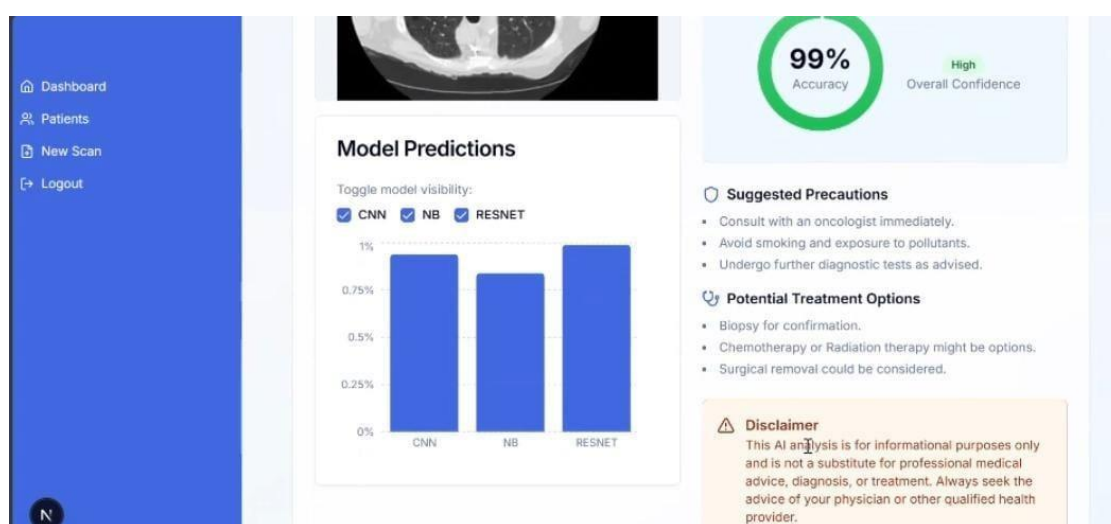 Dashboard
Patients
New Scan
Logout
N
Model Predictions
Toggle model visibility:
CNN NB RESNET
1%
0.75%
0.5%
0.25%
0%
CNN NB RESNET
99%
Accuracy
High
Overall Confidence
Suggested Precautions
Consult with an oncologist immediately.
Avoid smoking and exposure to pollutants.
Undergo further diagnostic tests as advised.
Potential Treatment Options
Biopsy for confirmation.
Chemotherapy or Radiation therapy might be options.
Surgical removal could be considered.
Disclaimer
This AI analysis is for informational purposes only
and is not a substitute for professional medical
advice, diagnosis, or treatment. Always seek the
advice of your physician or other qualified health
provider.